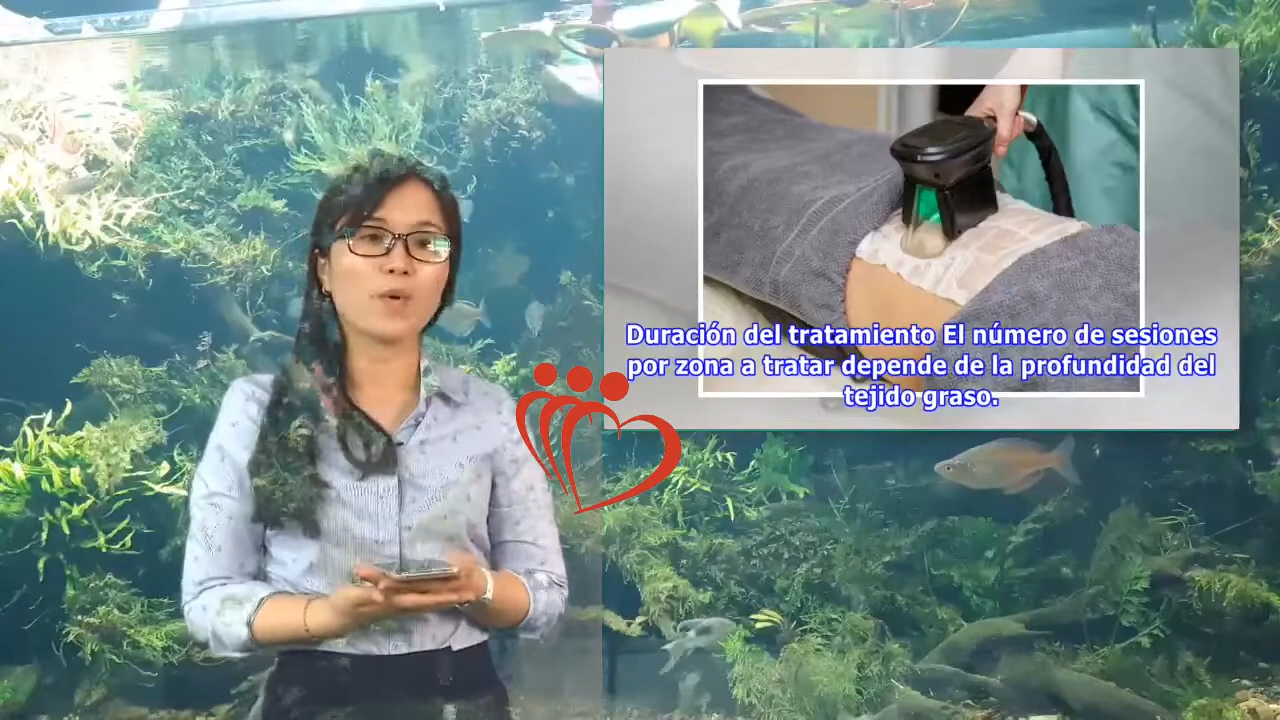 Duración del tratamiento El número de sesiones
por zona a tratar depende de la profundidad del
tejido graso.